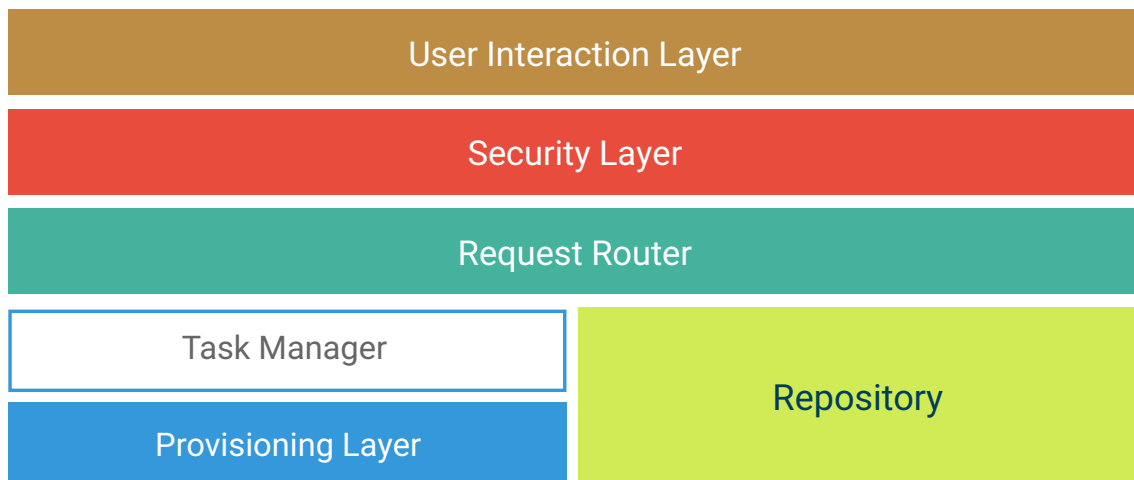 User Interaction Layer
Security Layer
Request Router
Task Manager
Provisioning Layer
Repository